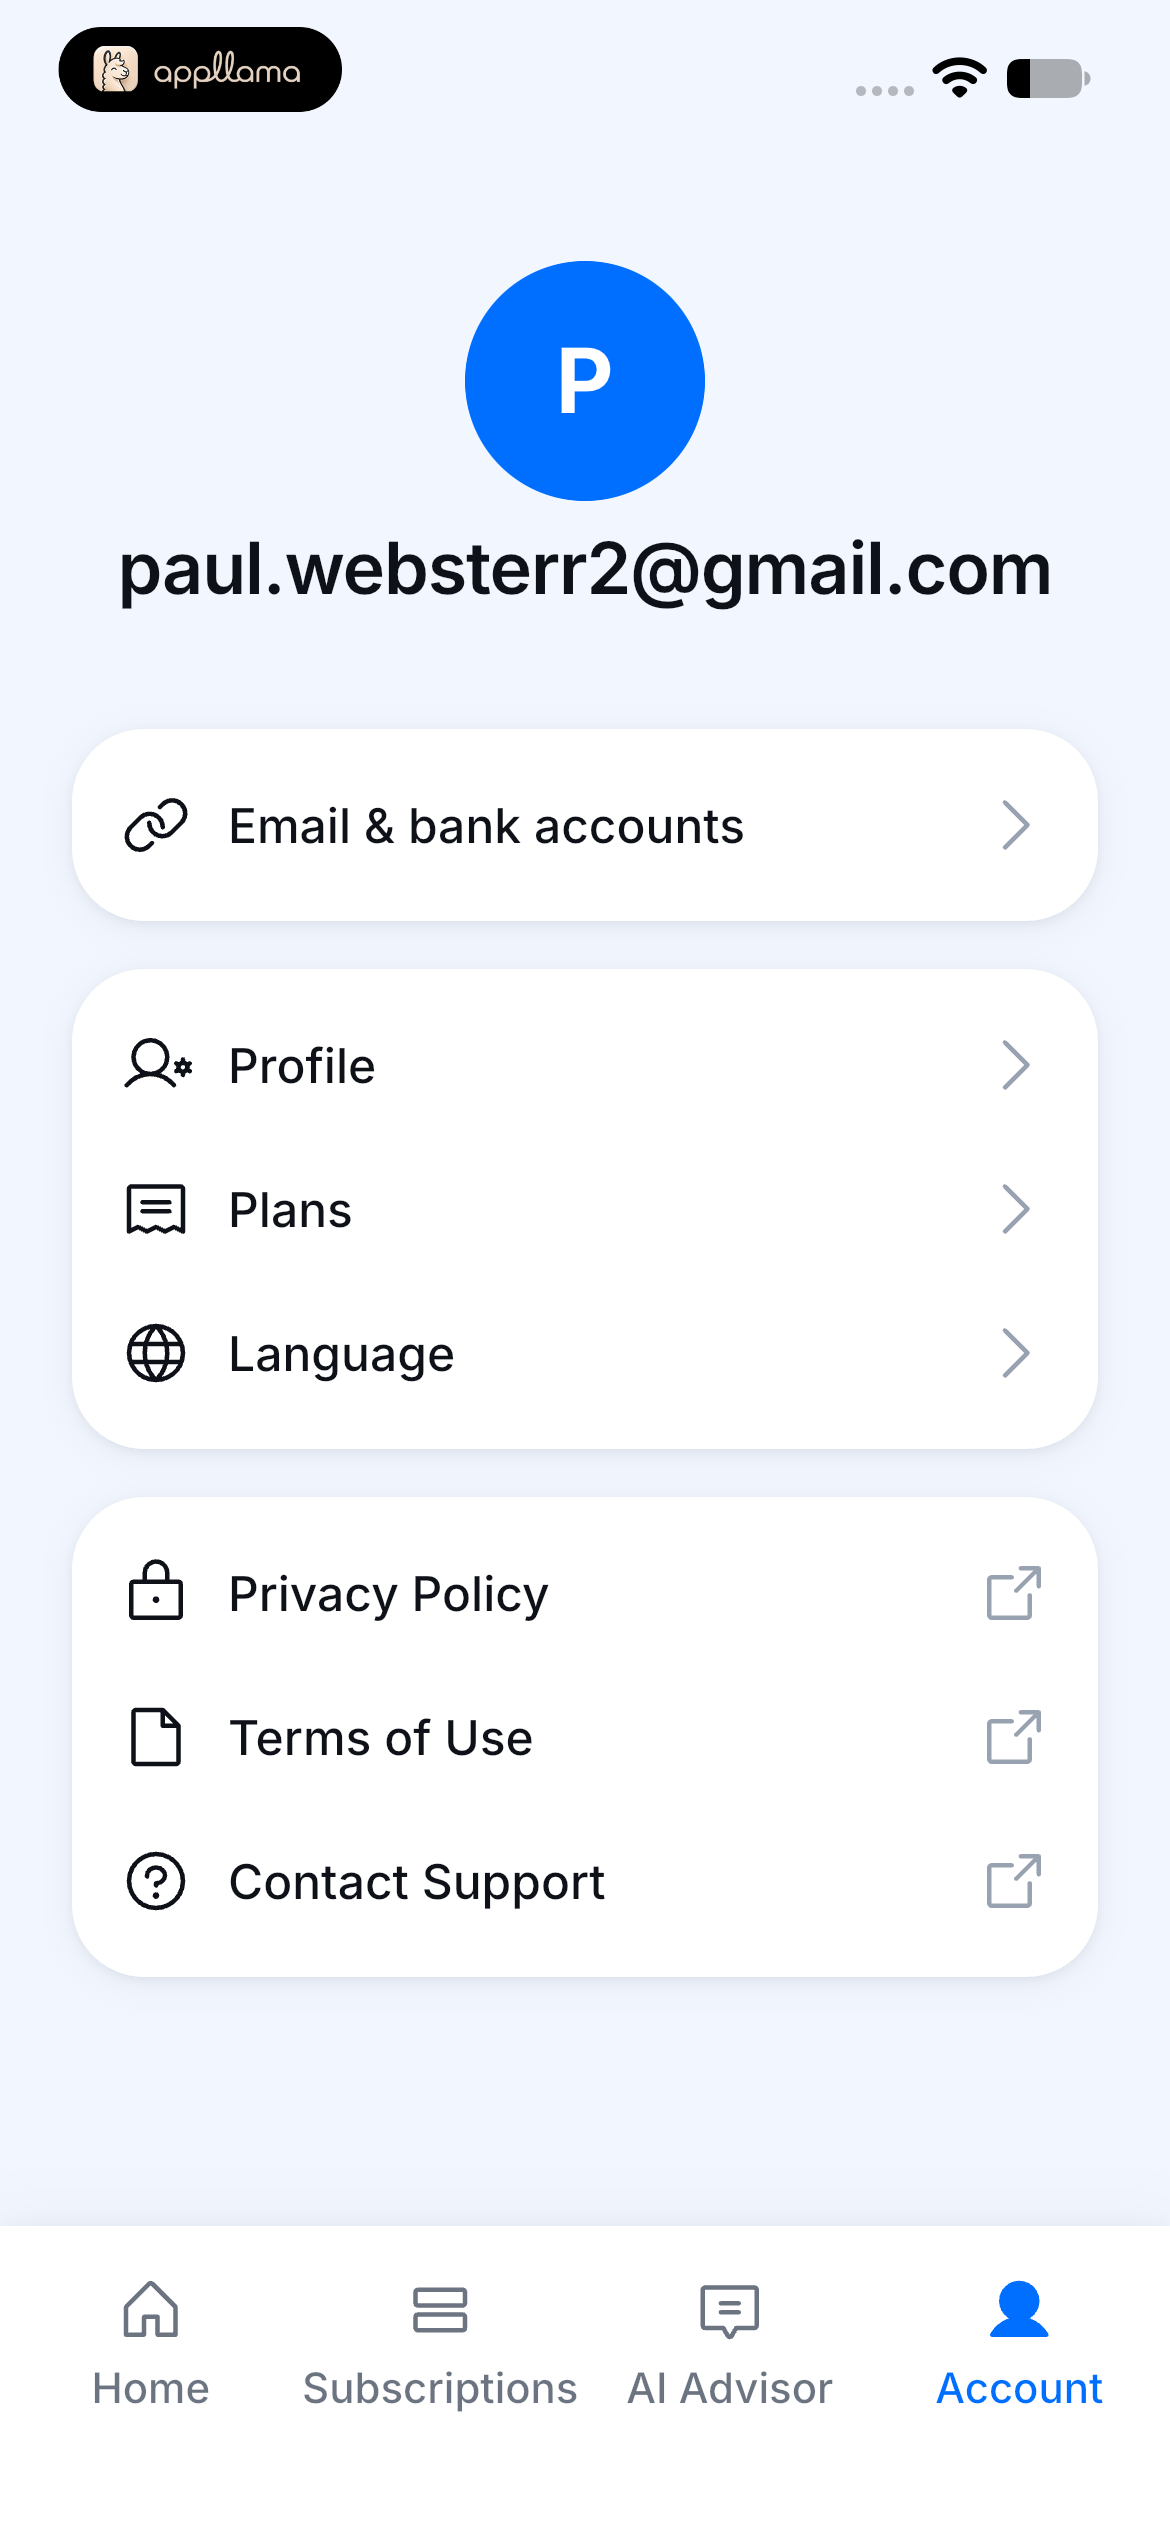 appllama
P
paul.websterr2@gmail.com
Email & bank accounts
Profile
Plans
Language
Privacy Policy
Terms of Use
Contact Support
Home
Subscriptions
AI Advisor
Account